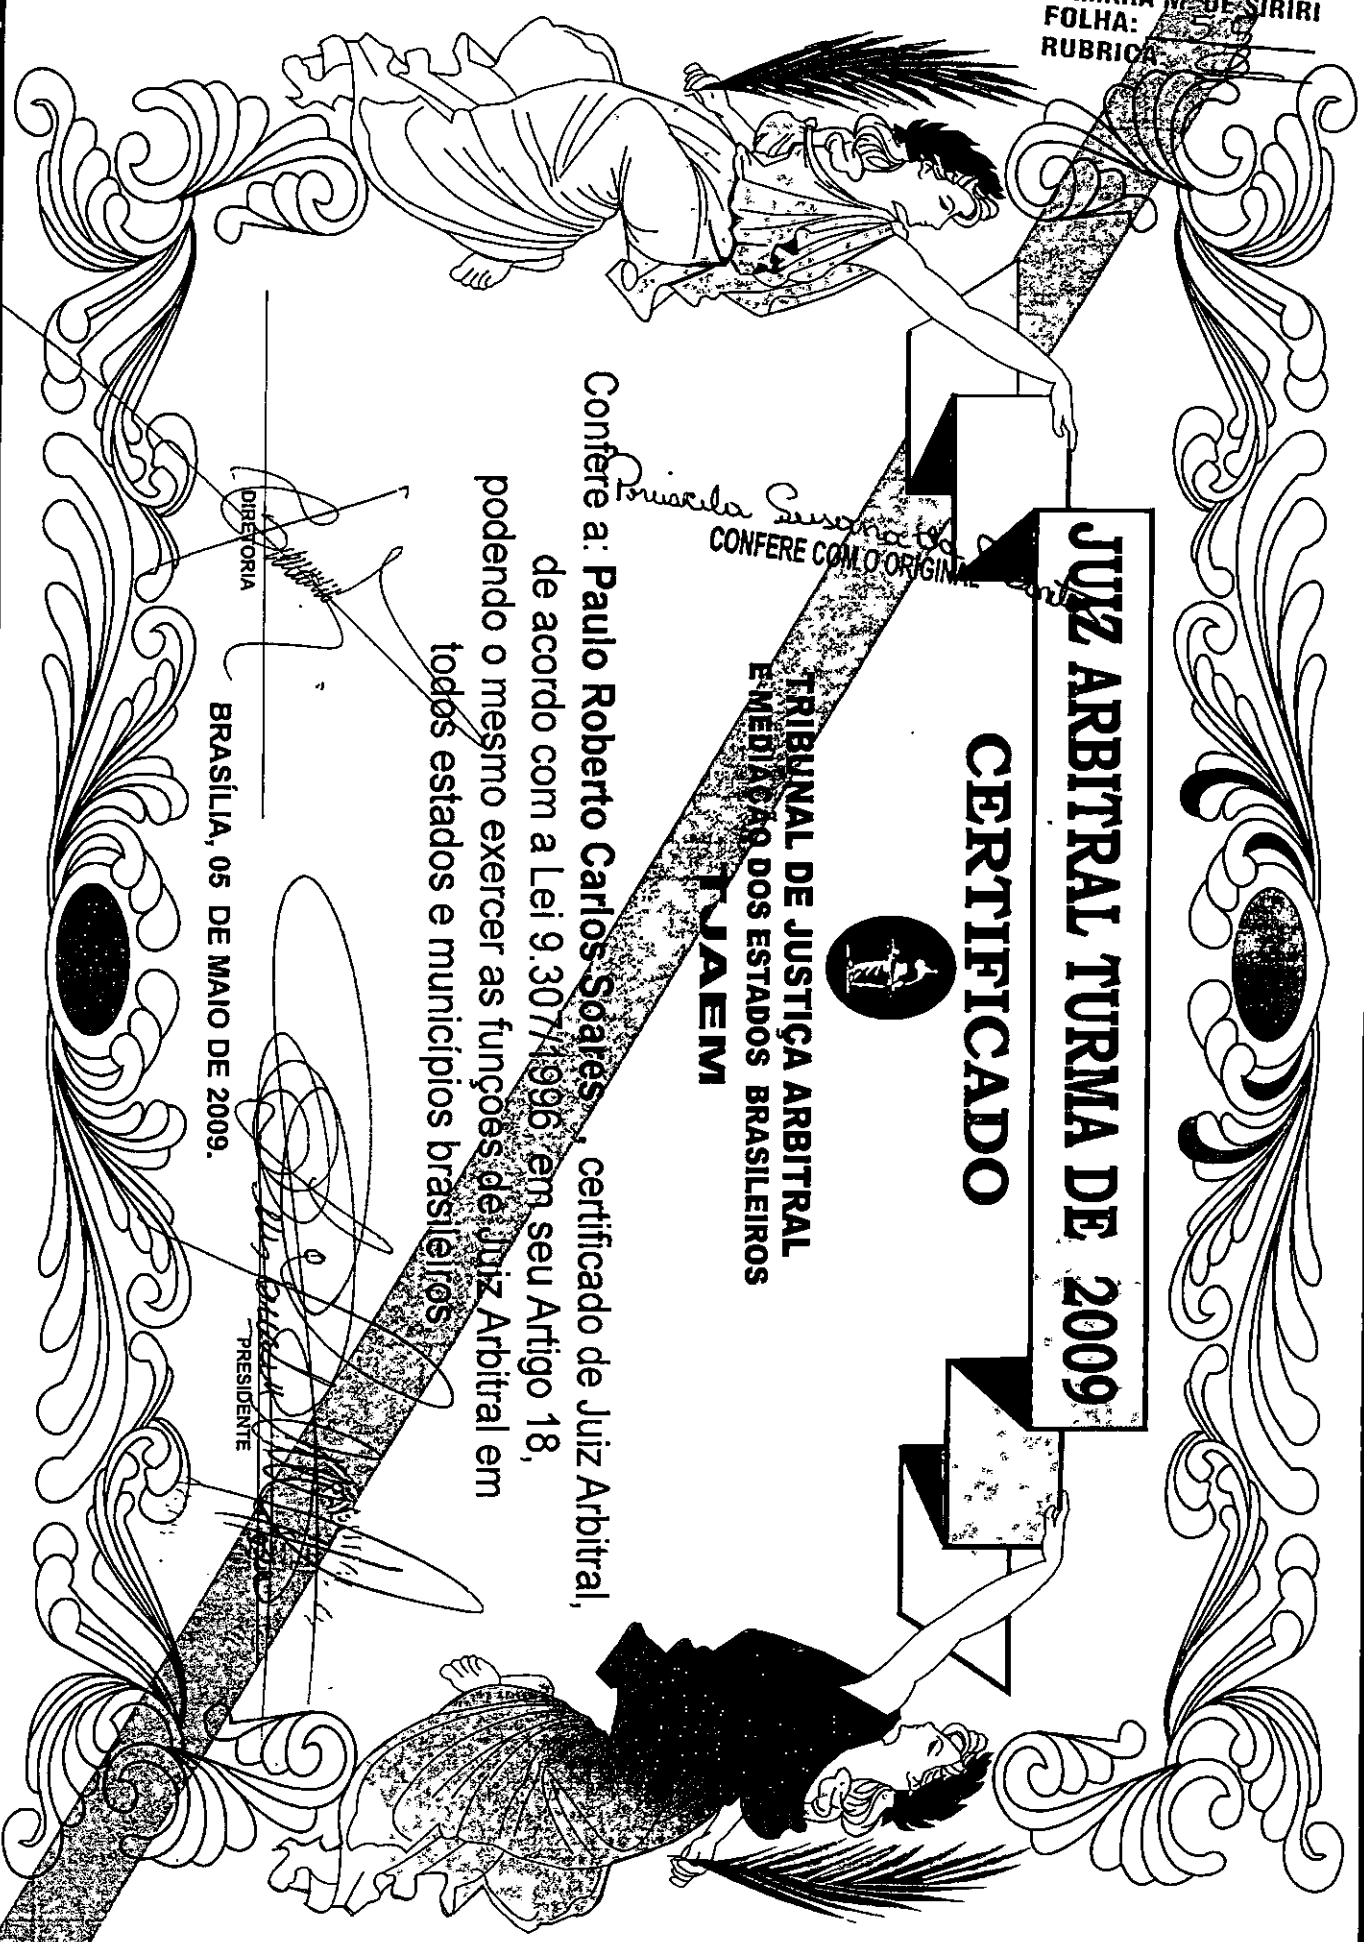 DE SIRIRI
FOLHA:
RUBRICA
JUIZ ARBITRAL TURMA DE 2009
CERTIFICADO
TRIBUNAL DE JUSTIÇA ARBITRAL
E MEDIAÇÃO DOS ESTADOS BRASILEIROS
TJAEM
CONFERE COM O ORIGINAL
Confere a: Paulo Roberto Carlos Soares, certificado de Juiz Arbitral,
de acordo com a Lei 9.307/1996 em seu Artigo 18,
podendo o mesmo exercer as funções de Juiz Arbitral em
todos estados e municípios brasileiros
DIRETORIA
PRESIDENTE
BRASÍLIA, 05 DE MAIO DE 2009.